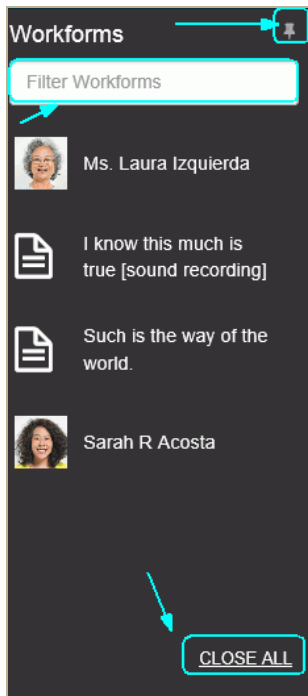 Workforms
Filter Workforms
Ms. Laura Izquierda
I know this much is
true [sound recording]
Such is the way of the
world.
Sarah R Acosta
CLOSE ALL